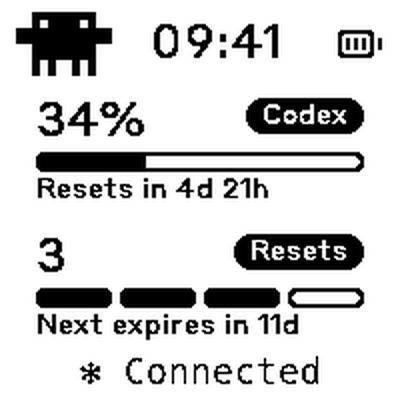 09:41
34% Codex
Resets in 4d 21h
3 Resets
Next expires in 11d
* Connected